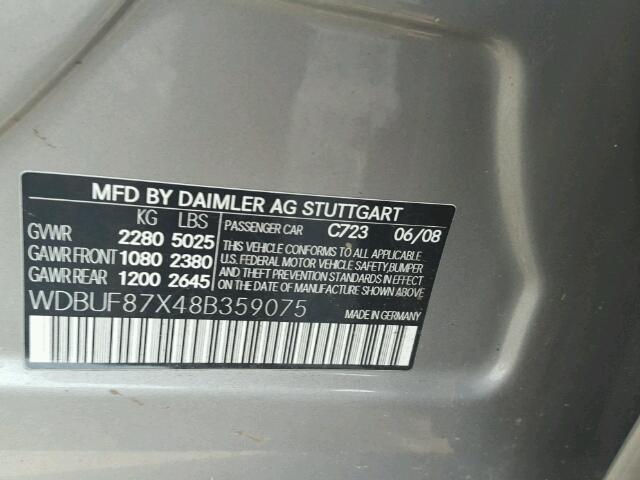 MFD BY DAIMLER AG STUTTGART
KG LBS
GVWR 2280 5025
GAWR FRONT 1080 2380
GAWR REAR 1200 2645
PASSENGER CAR C723 06/08
THIS VEHICLE CONFORMS TO ALL APPLICABLE
U.S. FEDERAL MOTOR VEHICLE SAFETY,BUMPER
AND THEFT PREVENTION STANDARDS IN EFFECT
ON THE DATE OF MANUFACTURE SHOWN ABOVE.
WDBUF87X48B359075
MADE IN GERMANY